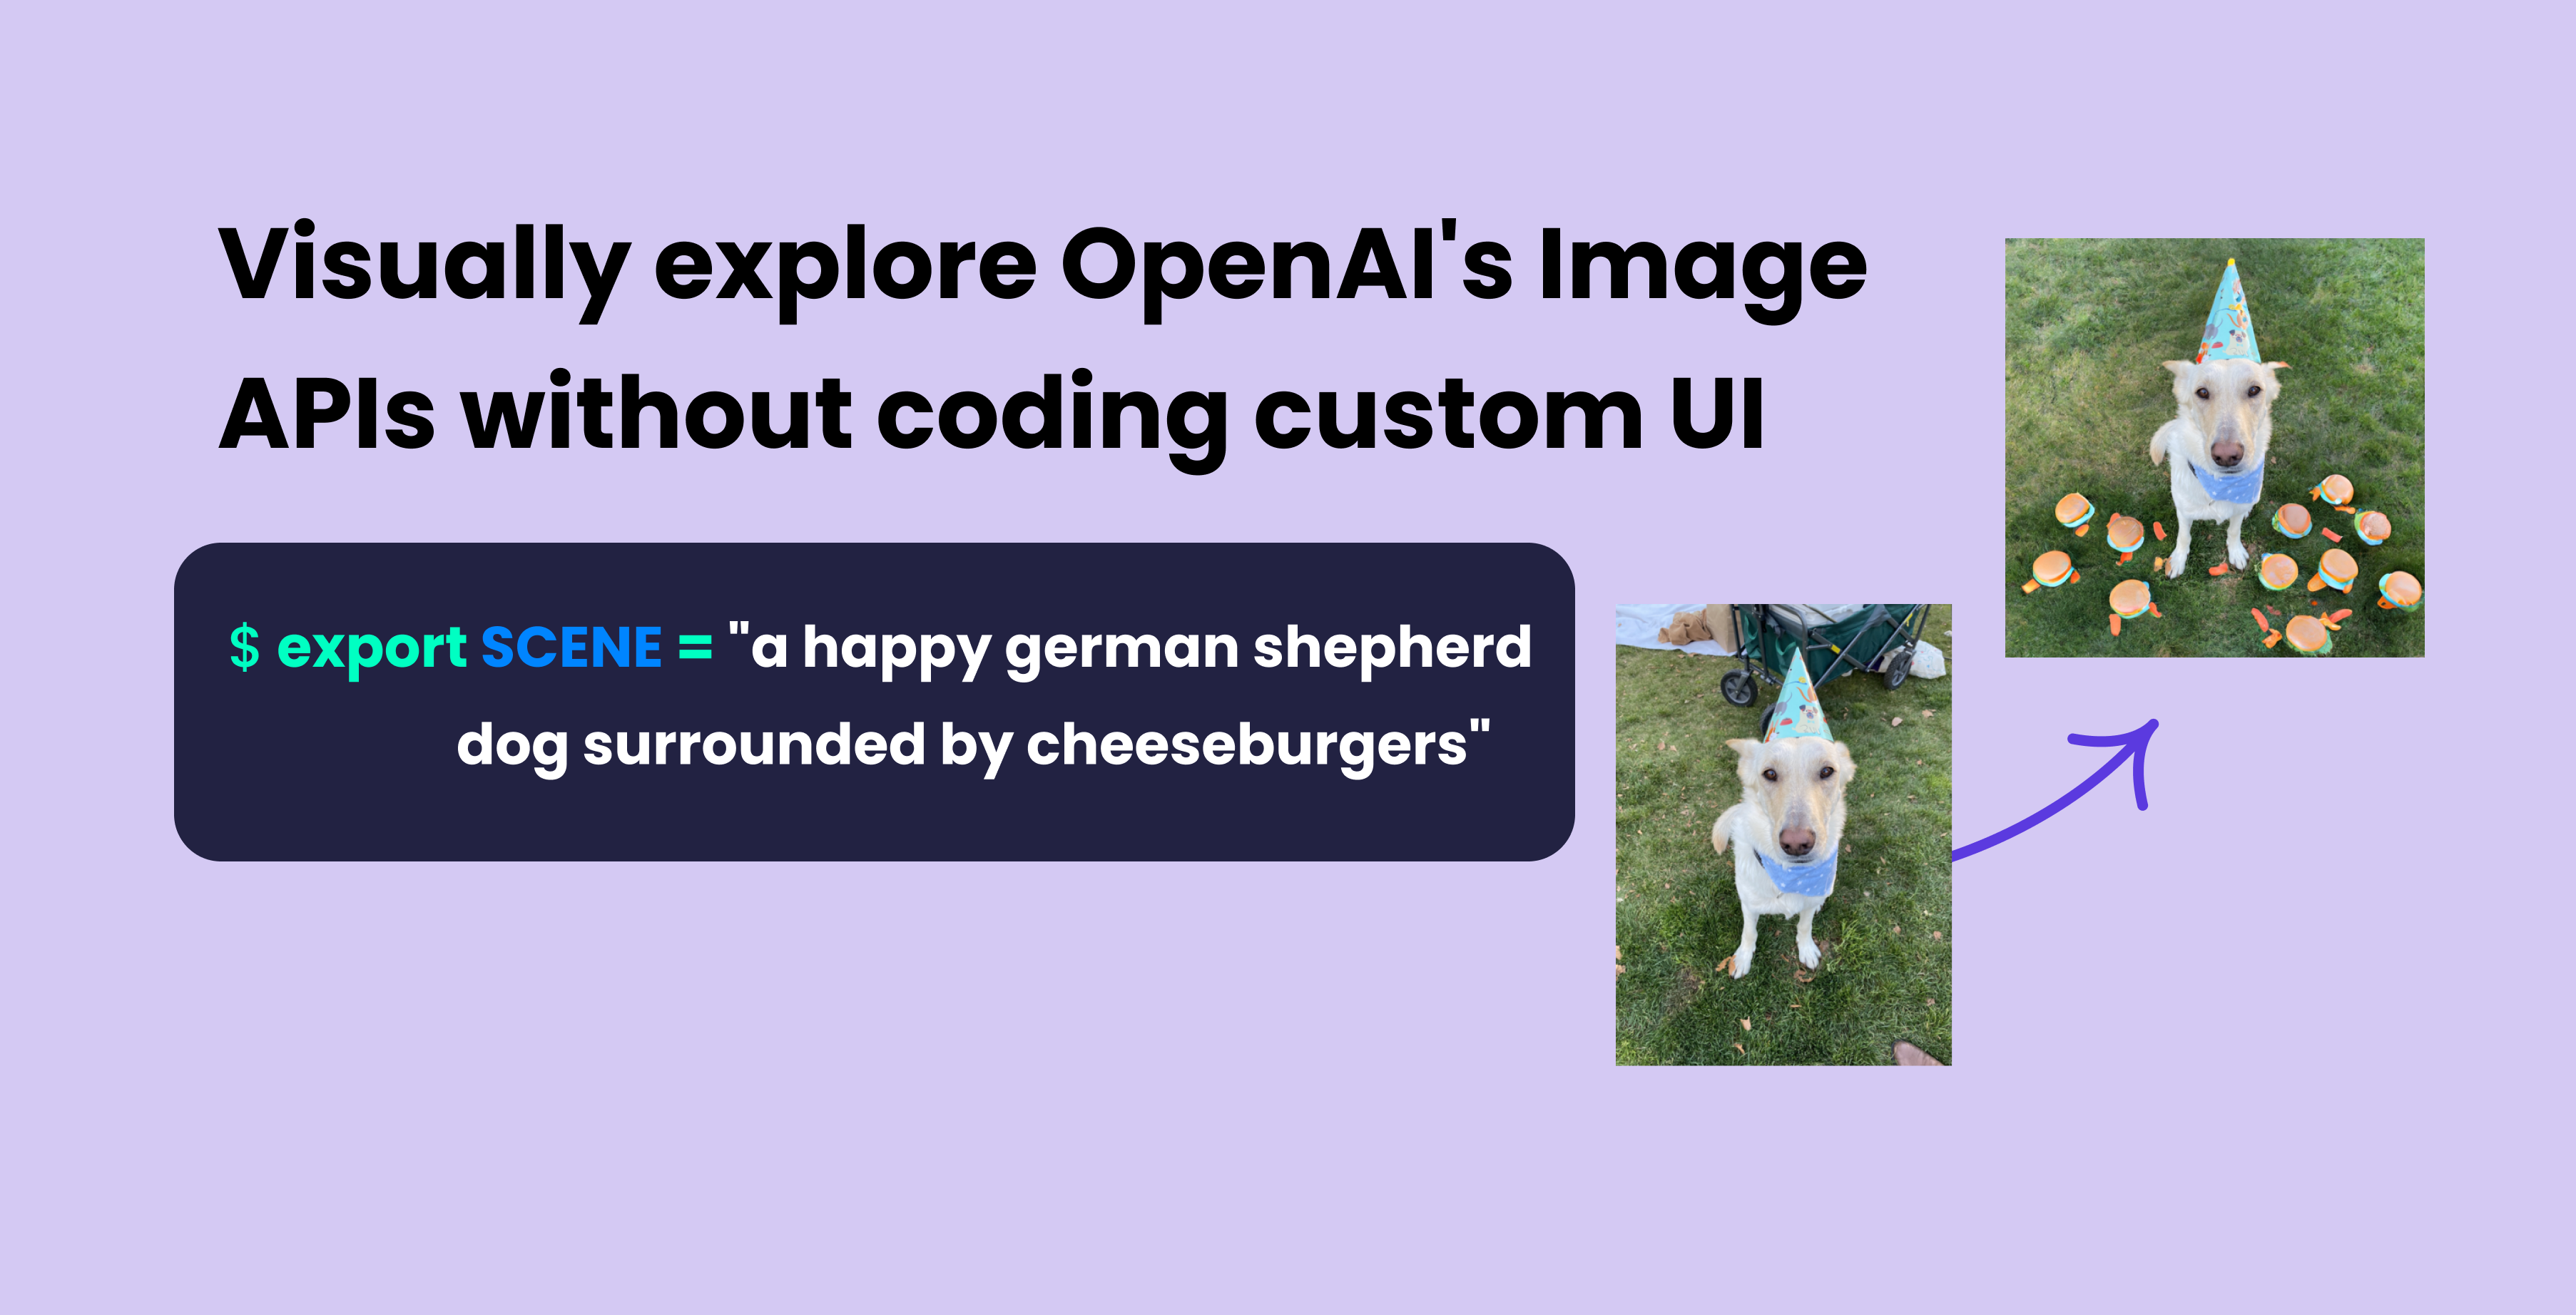 Visually explore OpenAI's Image
APIs without coding custom UI
$ export SCENE = "a happy german shepherd
dog surrounded by cheeseburgers"